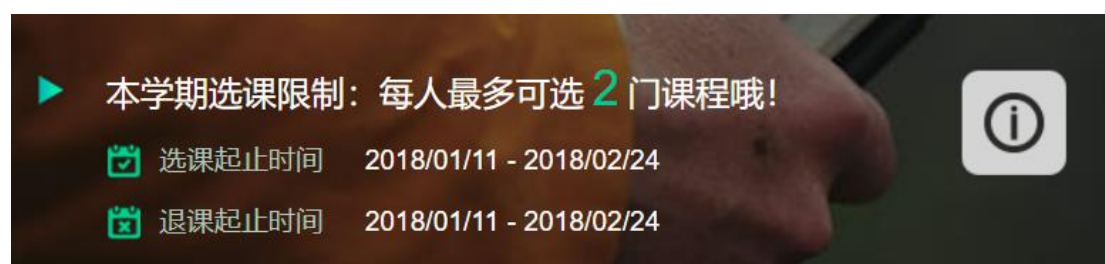 本学期选课限制：每人最多可选 2 门课程哦！
选课起止时间 2018/01/11 - 2018/02/24
退课起止时间 2018/01/11 - 2018/02/24